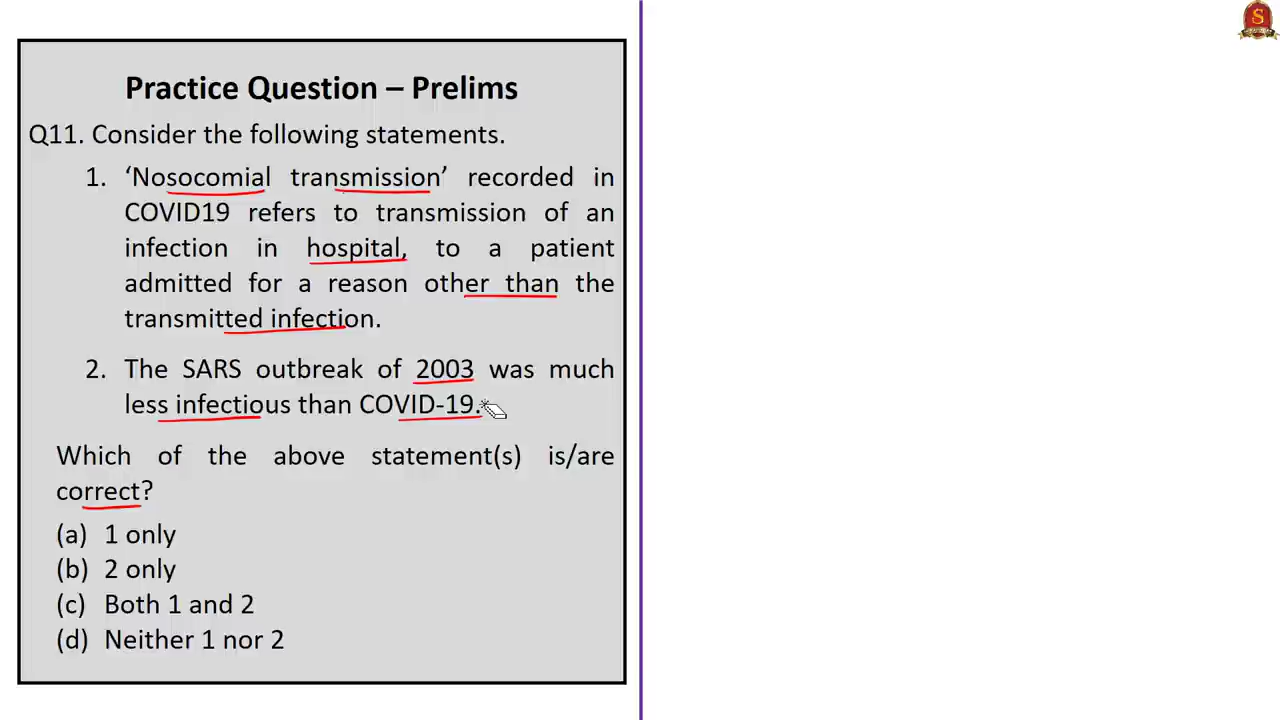 Practice Question – Prelims
Q11. Consider the following statements.
1. ‘Nosocomial transmission’ recorded in
COVID19 refers to transmission of an
infection in hospital, to a patient
admitted for a reason other than the
transmitted infection.
2. The SARS outbreak of 2003 was much
less infectious than COVID-19.
Which of the above statement(s) is/are
correct?
(a) 1 only
(b) 2 only
(c) Both 1 and 2
(d) Neither 1 nor 2
S